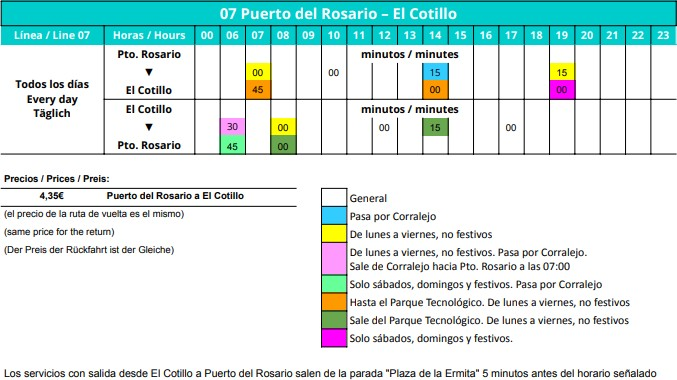 07 Puerto del Rosario – El Cotillo
Línea / Line 07 Horas / Hours 00 06 07 08 09 10 11 12 13 14 15 16 17 18 19 20 21 22 23
Todos los días
Every day
Täglich
Pto. Rosario minutos / minutes
▼ 00 00 15 15
El Cotillo 45 00 00
El Cotillo minutos / minutes
▼ 30 00 00 15 00
Pto. Rosario 45 00
Precios / Prices / Preis:
4,35€ Puerto del Rosario a El Cotillo
(el precio de la ruta de vuelta es el mismo)
(same price for the return)
(Der Preis der Rückfahrt ist der Gleiche)
General
Pasa por Corralejo
De lunes a viernes, no festivos
De lunes a viernes, no festivos. Pasa por Corralejo.
Sale de Corralejo hacia Pto. Rosario a las 07:00
Solo sábados, domingos y festivos. Pasa por Corralejo
Hasta el Parque Tecnológico. De lunes a viernes, no festivos
Sale del Parque Tecnológico. De lunes a viernes, no festivos
Solo sábados, domingos y festivos.
Los servicios con salida desde El Cotillo a Puerto del Rosario salen de la parada "Plaza de la Ermita" 5 minutos antes del horario señalado